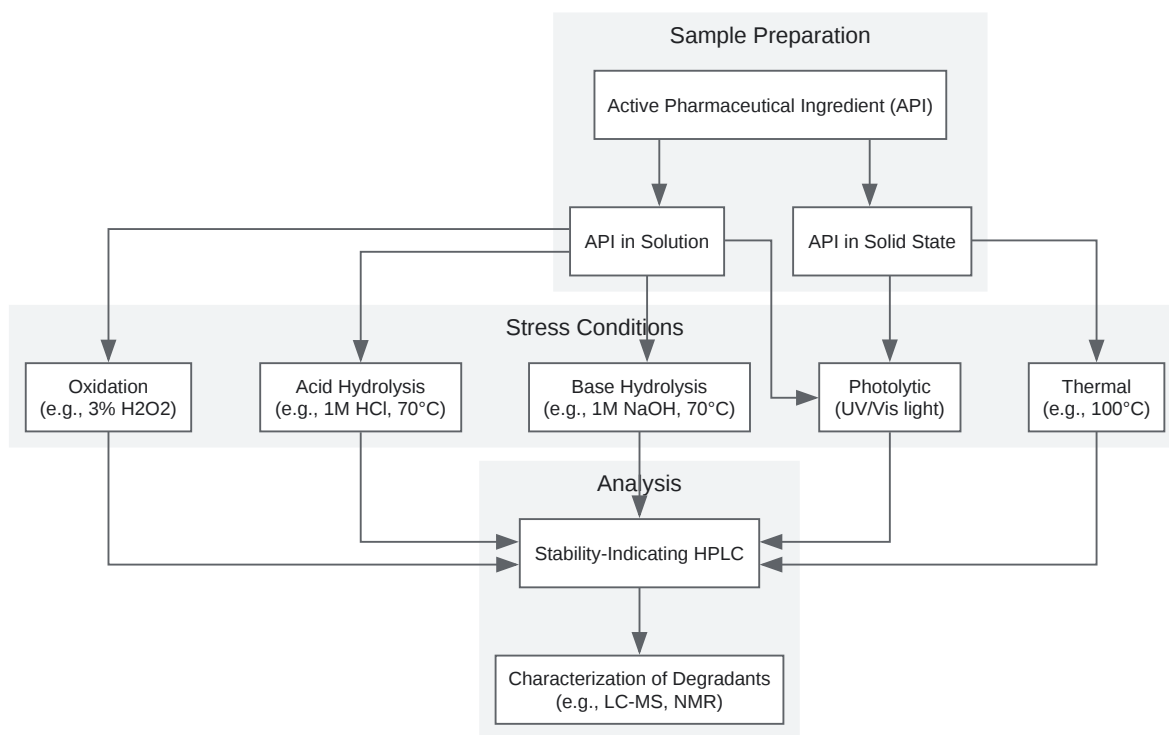 Sample Preparation
Active Pharmaceutical Ingredient (API)
API in Solution
API in Solid State
Stress Conditions
Oxidation
(e.g., 3% H2O2)
Acid Hydrolysis
(e.g., 1M HCl, 70°C)
Base Hydrolysis
(e.g., 1M NaOH, 70°C)
Photolytic
(UV/Vis light)
Thermal
(e.g., 100°C)
Analysis
Stability-Indicating HPLC
Characterization of Degradants
(e.g., LC-MS, NMR)